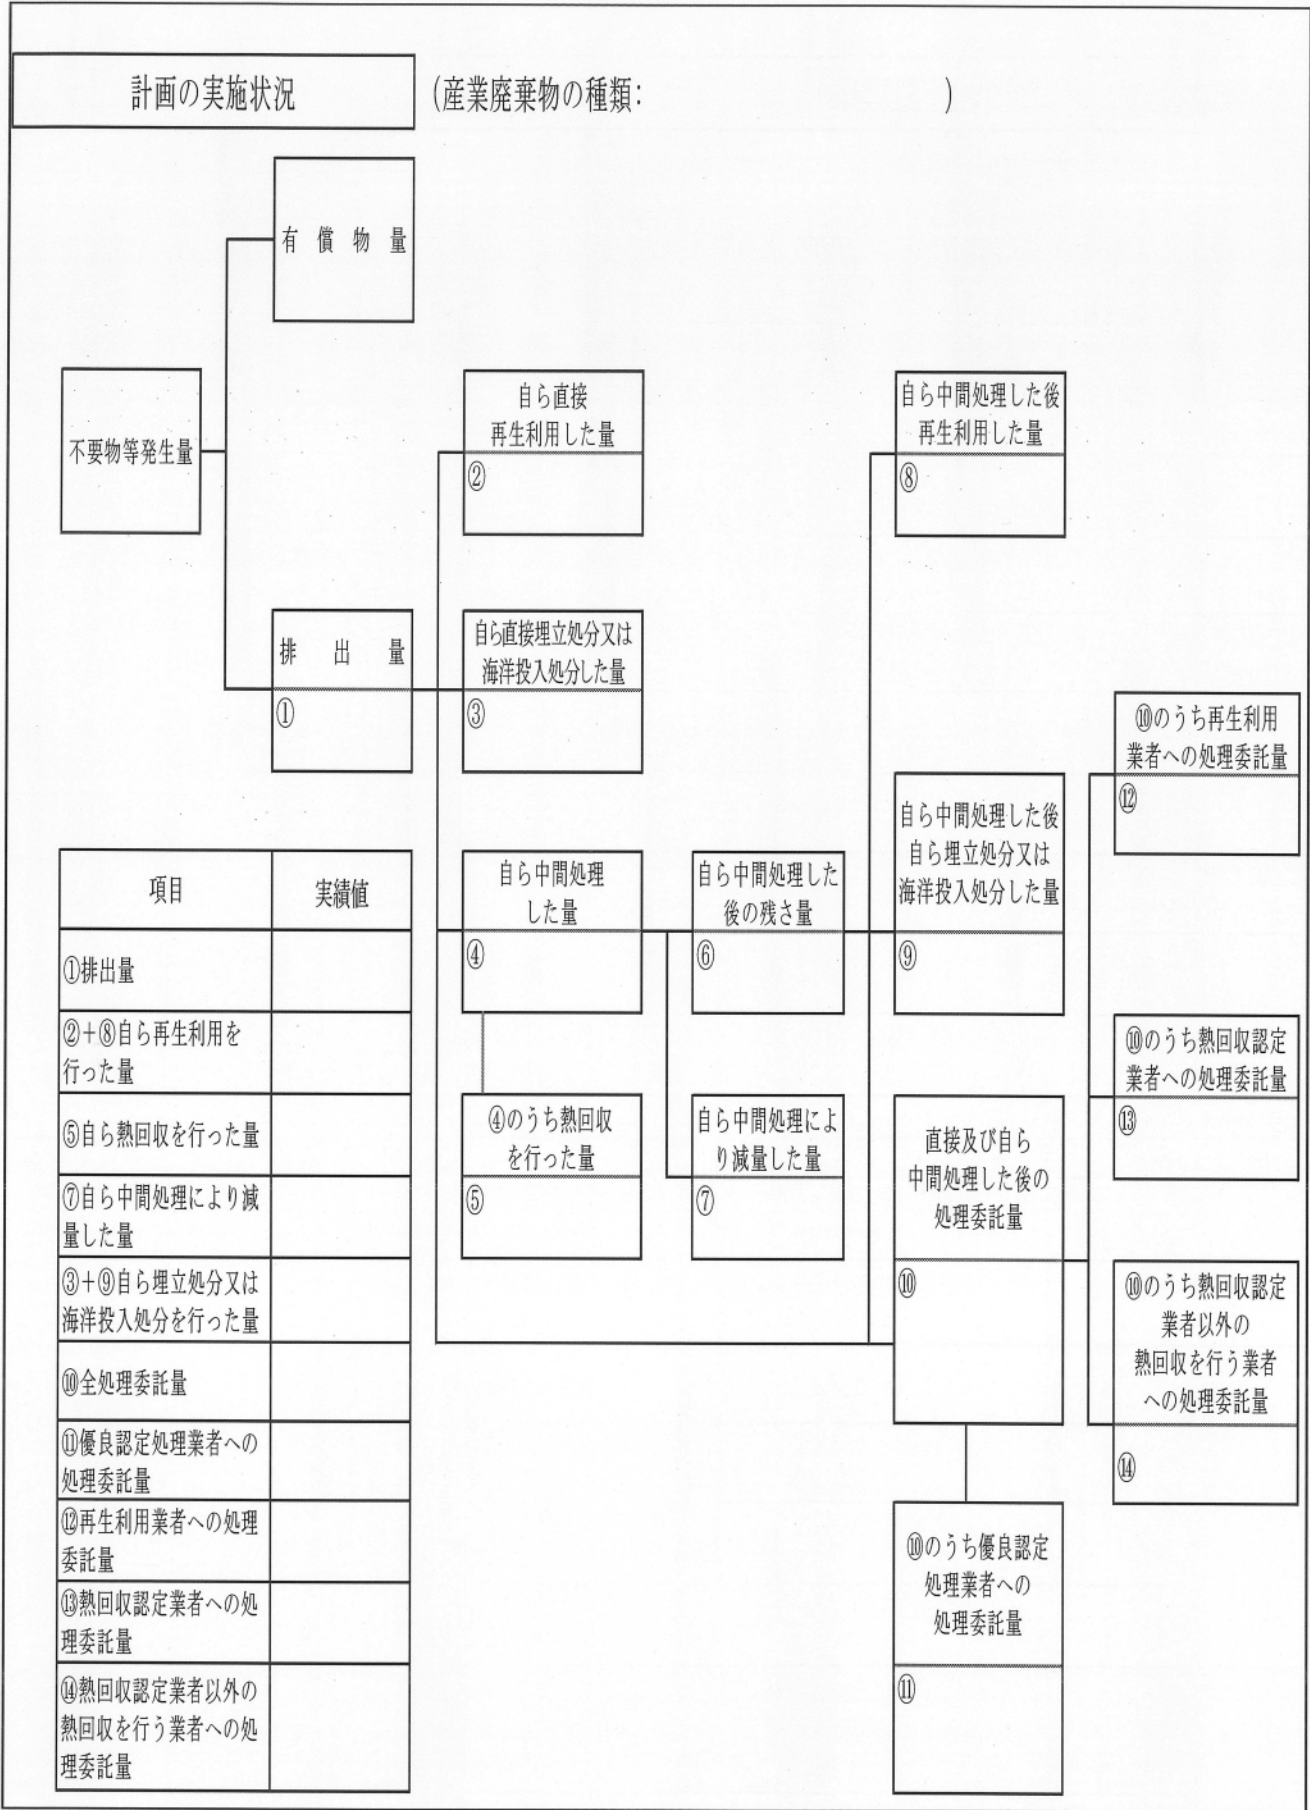 計画の実施状況
(産業廃棄物の種類:　　　　　　　　　　)
有　償　物　量
不要物等発生量
自ら直接
再生利用した量
②
自ら中間処理した後
再生利用した量
⑧
排　出　量
①
自ら直接埋立処分又は
海洋投入処分した量
③
⑩のうち再生利用
業者への処理委託量
⑫
自ら中間処理した後
自ら埋立処分又は
海洋投入処分した量
⑨
自ら中間処理
した量
④
自ら中間処理した
後の残さ量
⑥
⑩のうち熱回収認定
業者への処理委託量
⑬
④のうち熱回収
を行った量
⑤
自ら中間処理によ
り減量した量
⑦
直接及び自ら
中間処理した後の
処理委託量
⑩
⑩のうち熱回収認定
業者以外の
熱回収を行う業者
への処理委託量
⑭
⑩のうち優良認定
処理業者への
処理委託量
⑪
項目
実績値
①排出量
②+⑧自ら再生利用を
行った量
⑤自ら熱回収を行った量
⑦自ら中間処理により減
量した量
③+⑨自ら埋立処分又は
海洋投入処分を行った量
⑩全処理委託量
⑪優良認定処理業者への
処理委託量
⑫再生利用業者への処理
委託量
⑬熱回収認定業者への処
理委託量
⑭熱回収認定業者以外の
熱回収を行う業者への処
理委託量